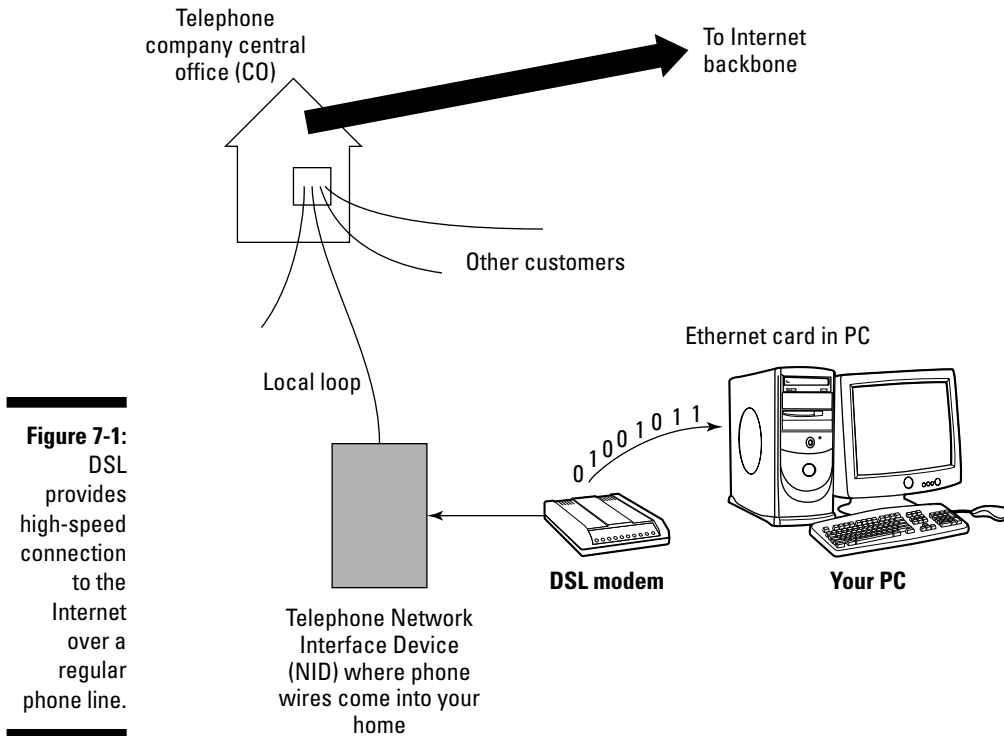 Telephone
company central
office (CO)
To Internet
backbone
Other customers
Ethernet card in PC
Local loop
0 1 0 0 1 0 1 1
Figure 7-1:
DSL
provides
high-speed
connection
to the
Internet
over a
regular
phone line.
DSL modem
Your PC
Telephone Network
Interface Device
(NID) where phone
wires come into your
home